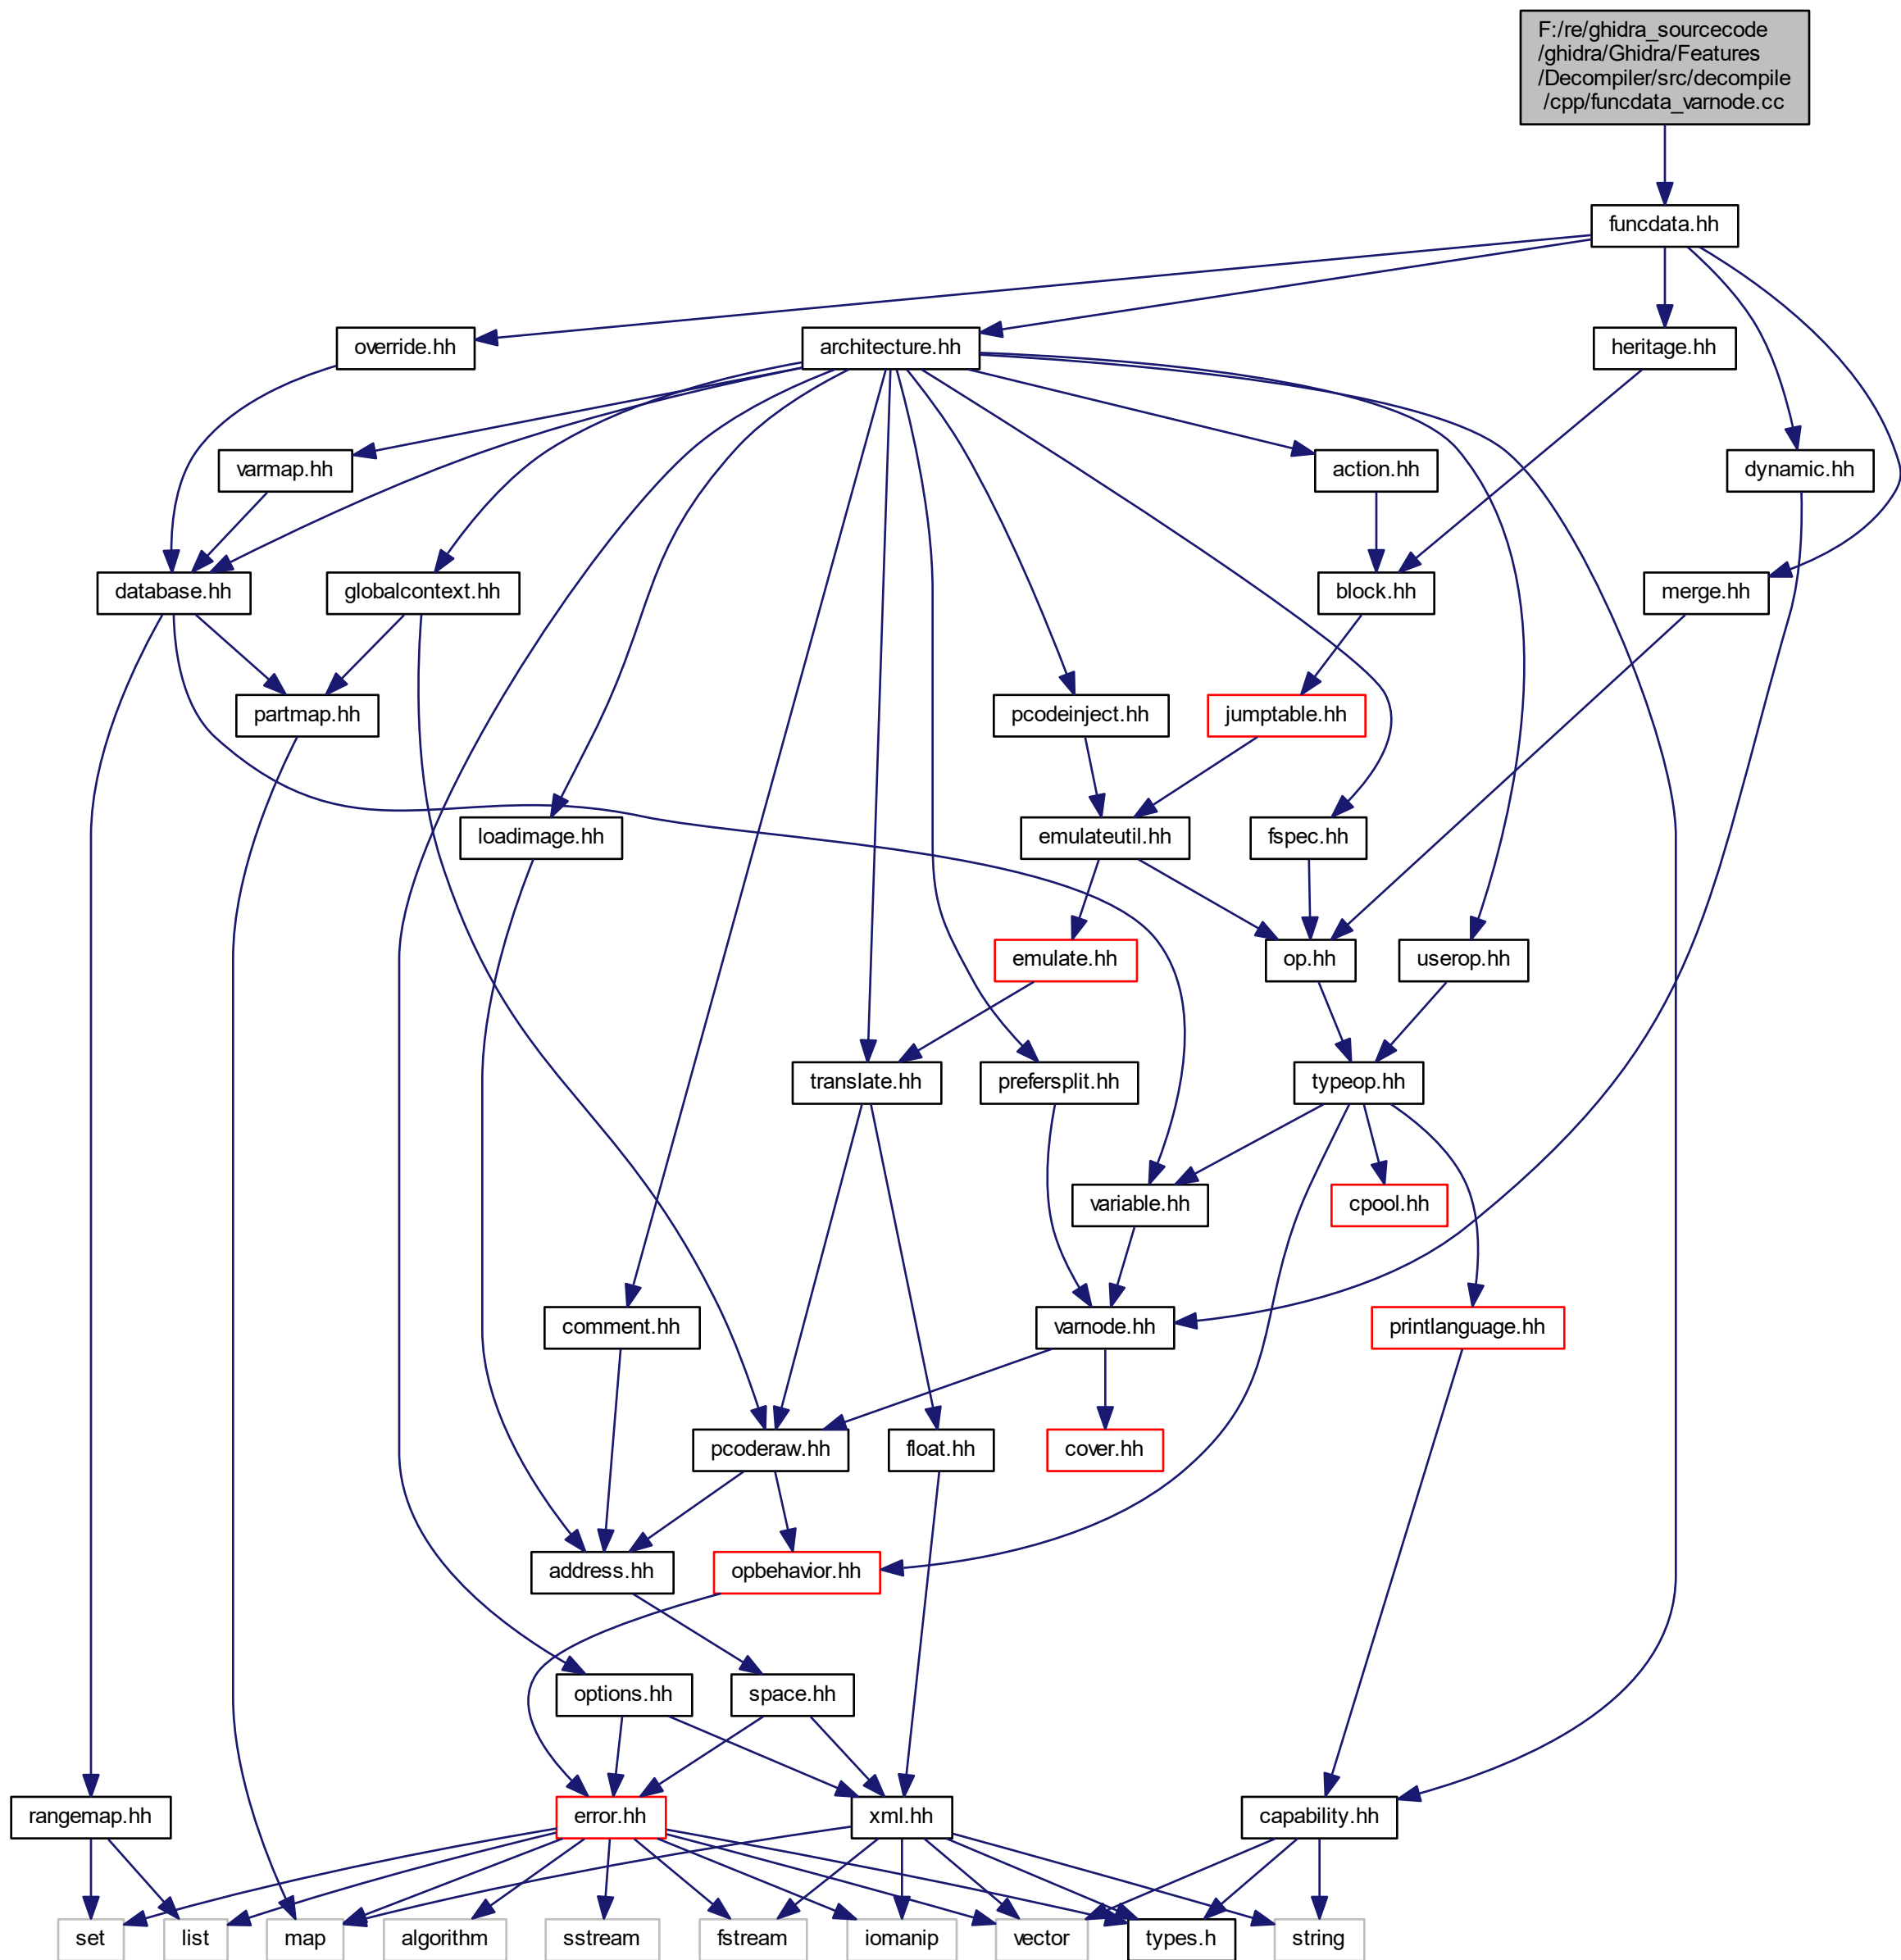 F:/re/ghidra_sourcecode
/ghidra/Ghidra/Features
/Decompiler/src/decompile
/cpp/funcdata_varnode.cc
funcdata.hh
override.hh
architecture.hh
heritage.hh
varmap.hh
action.hh
dynamic.hh
database.hh
globalcontext.hh
block.hh
merge.hh
partmap.hh
pcodeinject.hh
jumptable.hh
loadimage.hh
emulateutil.hh
fspec.hh
emulate.hh
op.hh
userop.hh
translate.hh
prefersplit.hh
typeop.hh
variable.hh
cpool.hh
comment.hh
varnode.hh
printlanguage.hh
pcoderaw.hh
float.hh
cover.hh
address.hh
opbehavior.hh
options.hh
space.hh
rangemap.hh
error.hh
xml.hh
capability.hh
set
list
map
algorithm
sstream
fstream
iomanip
vector
types.h
string